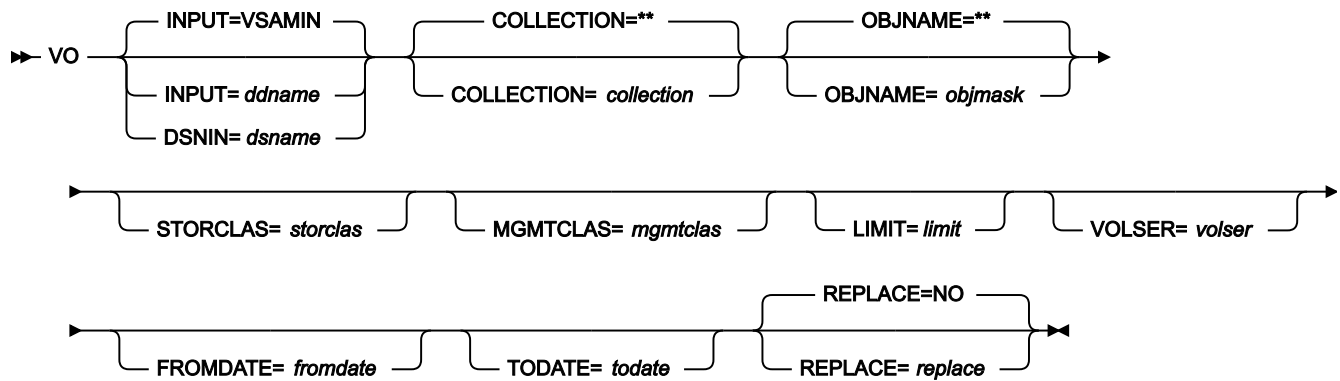 INPUT=VSAMIN COLLECTION=** OBJNAME=**
VO
INPUT= ddname COLLECTION= collection OBJNAME= objmask
DSNIN= dsname
STORCLAS= storclas MGMTCLAS= mgmtclas LIMIT= limit VOLSER= volser
REPLACE=NO
FROMDATE= fromdate TODATE= todate REPLACE= replace